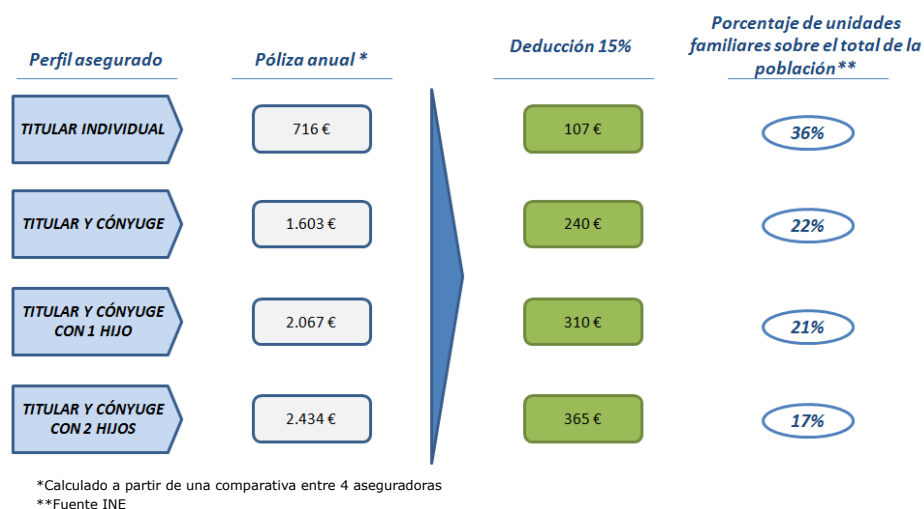 Perfil asegurado
Póliza anual *
Deducción 15%
Porcentaje de unidades
familiares sobre el total de la
población**
TITULAR INDIVIDUAL
716 €
107 €
36%
TITULAR Y CÓNYUGE
1.603 €
240 €
22%
TITULAR Y CÓNYUGE
CON 1 HIJO
2.067 €
310 €
21%
TITULAR Y CÓNYUGE
CON 2 HIJOS
2.434 €
365 €
17%
*Calculado a partir de una comparativa entre 4 aseguradoras
**Fuente INE